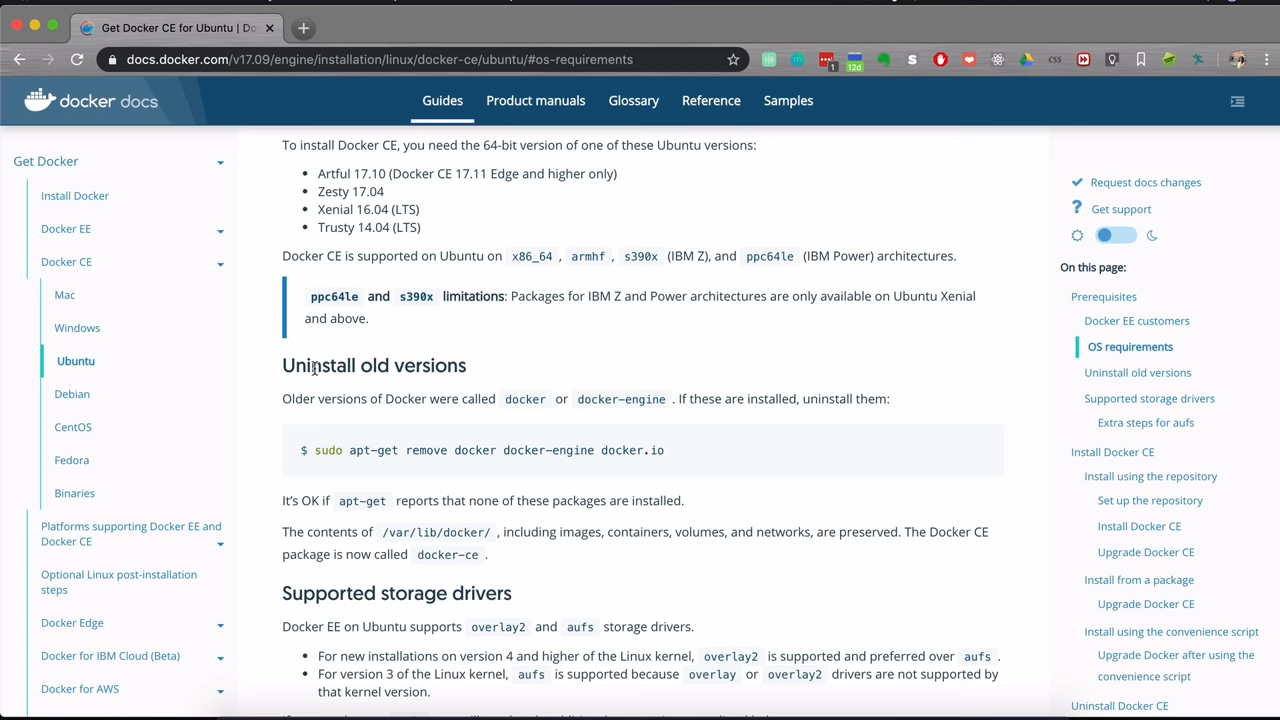 Get Docker CE for Ubuntu | Do
docs.docker.com/v17.09/engine/installation/linux/docker-ce/ubuntu/#os-requirements
1
12d
css
docker docs
Guides
Product manuals
Glossary
Reference
Samples
Get Docker
Install Docker
Docker EE
Docker CE
Mac
Windows
Ubuntu
Debian
CentOS
Fedora
Binaries
Platforms supporting Docker EE and
Docker CE
Optional Linux post-installation
steps
Docker Edge
Docker for IBM Cloud (Beta)
Docker for AWS
To install Docker CE, you need the 64-bit version of one of these Ubuntu versions:
• Artful 17.10 (Docker CE 17.11 Edge and higher only)
• Zesty 17.04
• Xenial 16.04 (LTS)
• Trusty 14.04 (LTS)
Docker CE is supported on Ubuntu on x86_64 , armhf , s390x (IBM Z), and ppc64le (IBM Power) architectures.
ppc64le and s390x limitations: Packages for IBM Z and Power architectures are only available on Ubuntu Xenial
and above.
Uninstall old versions
Older versions of Docker were called docker or docker-engine . If these are installed, uninstall them:
$ sudo apt-get remove docker docker-engine docker.io
It’s OK if apt-get reports that none of these packages are installed.
The contents of /var/lib/docker/ , including images, containers, volumes, and networks, are preserved. The Docker CE
package is now called docker-ce .
Supported storage drivers
Docker EE on Ubuntu supports overlay2 and aufs storage drivers.
• For new installations on version 4 and higher of the Linux kernel, overlay2 is supported and preferred over aufs .
• For version 3 of the Linux kernel, aufs is supported because overlay or overlay2 drivers are not supported by
that kernel version.
Request docs changes
Get support
On this page:
Prerequisites
Docker EE customers
OS requirements
Uninstall old versions
Supported storage drivers
Extra steps for aufs
Install Docker CE
Install using the repository
Set up the repository
Install Docker CE
Upgrade Docker CE
Install from a package
Upgrade Docker CE
Install using the convenience script
Upgrade Docker after using the
convenience script
Uninstall Docker CE